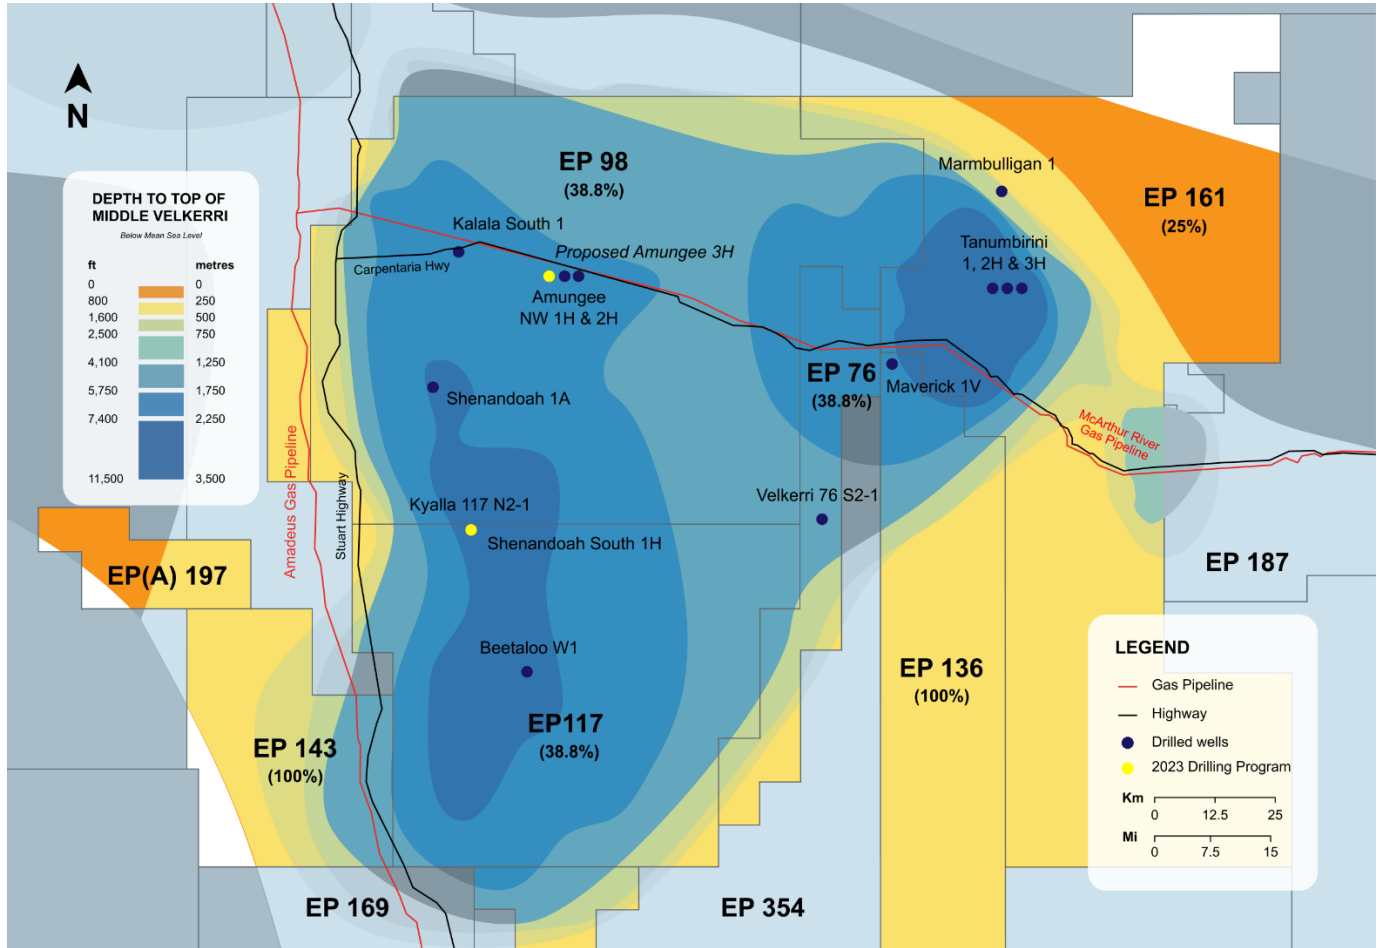 N
DEPTH TO TOP OF
MIDDLE VELKERRI
Below Mean Sea Level
ft metres
0 0
800 250
1,600 500
2,500 750
4,100 1,250
5,750 1,750
7,400 2,250
11,500 3,500
EP 98
(38.8%)
Marmbulligan 1
EP 161
(25%)
Kalala South 1
Proposed Amungee 3H
Carpentaria Hwy
Tanumbirini
1, 2H & 3H
Amungee
NW 1H & 2H
EP 76
(38.8%)
Maverick 1V
Shenandoah 1A
McArthur River
Gas Pipeline
Amadeus Gas Pipeline
Stuart Highway
Velkerri 76 S2-1
Kyalla 117 N2-1
Shenandoah South 1H
EP(A) 197
EP 187
Beetaloo W1
EP 136
(100%)
EP117
(38.8%)
EP 143
(100%)
EP 169
EP 354
LEGEND
Gas Pipeline
Highway
Drilled wells
2023 Drilling Program
Km
0 12.5 25
Mi
0 7.5 15